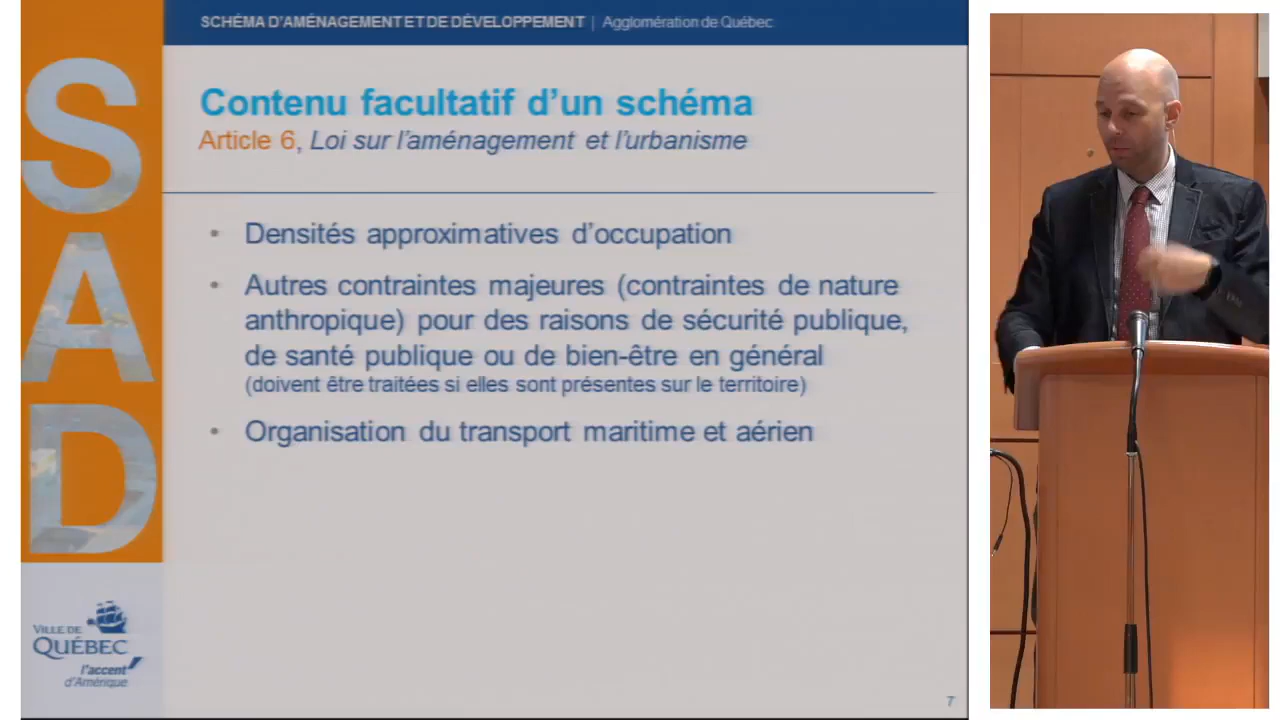 SCHÉMA D'AMÉNAGEMENT ET DE DÉVELOPPEMENT | Agglomération de Québec
SAD
Contenu facultatif d'un schéma
Article 6, Loi sur l'aménagement et l'urbanisme
• Densités approximatives d'occupation
• Autres contraintes majeures (contraintes de nature
anthropique) pour des raisons de sécurité publique,
de santé publique ou de bien-être en général
(doivent être traitées si elles sont présentes sur le territoire)
• Organisation du transport maritime et aérien
VILLE DE
QUÉBEC
l'accent
d'Amérique
7